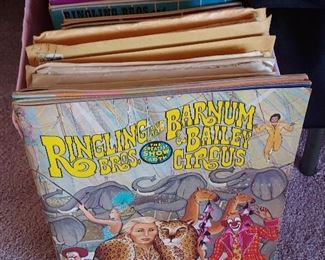 RINGLING BROS
RINGLING BROS. AND BARNUM & BAILEY CIRCUS
THE GREATEST SHOW ON EARTH